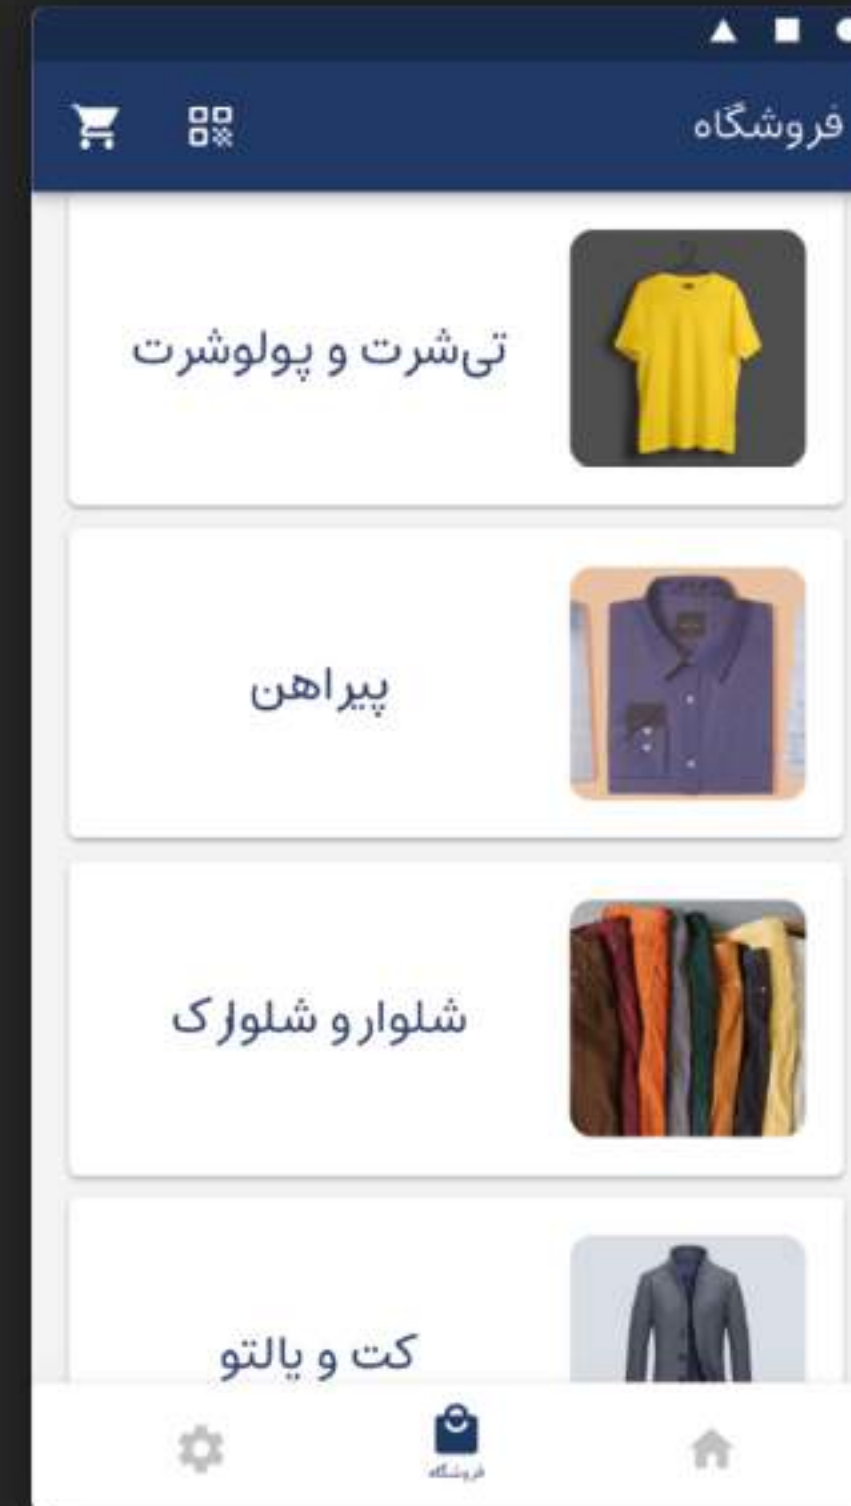 فروشگاه
تی‌شرت و پولوشرت
پیراهن
شلوار و شلوارک
کت و پالتو
فروشگاه